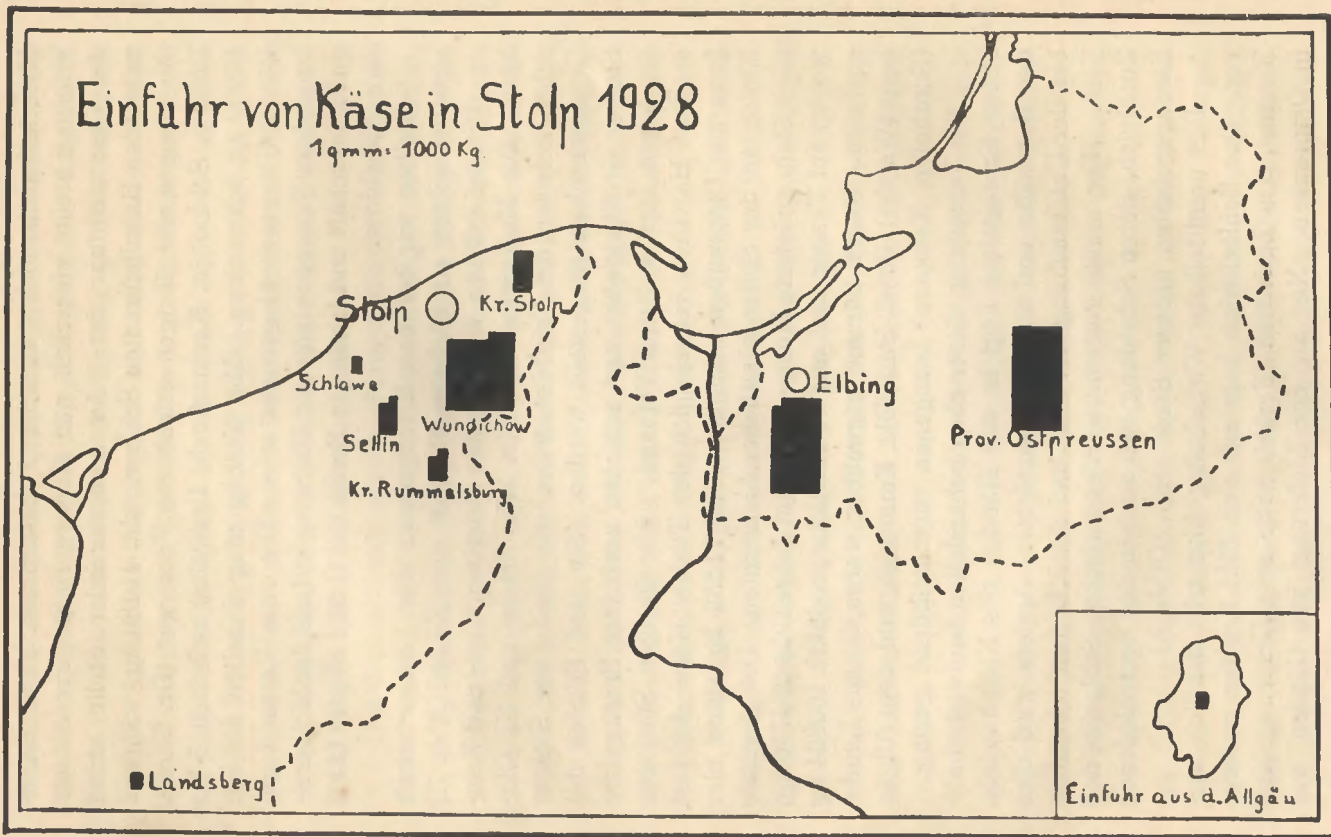 Einfuhr von Käse in Stolp 1928
1qmm: 1000 Kg.
Stolp
Kr. Stolp
Schlawe
Settin
Wundichow
Kr. Rummelsburg
Elbing
Prov. Ostpreussen
Landsberg
Einfuhr aus d. Allgäu